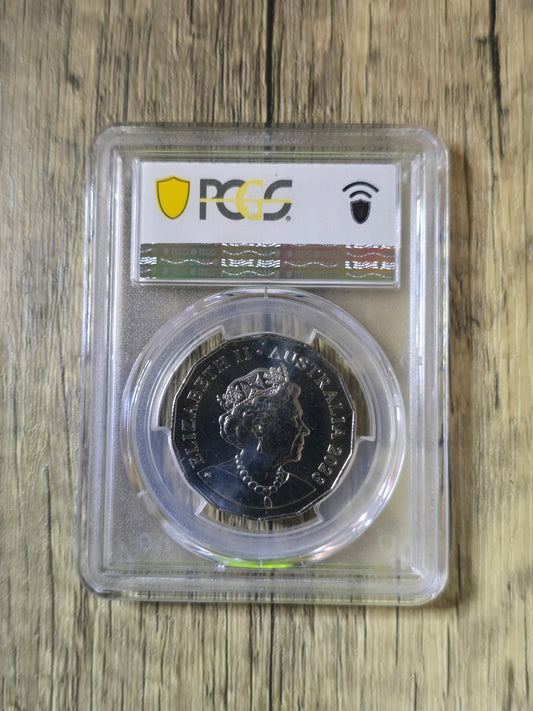 PCGS®
ELIZABETH II · AUSTRALIA 2023